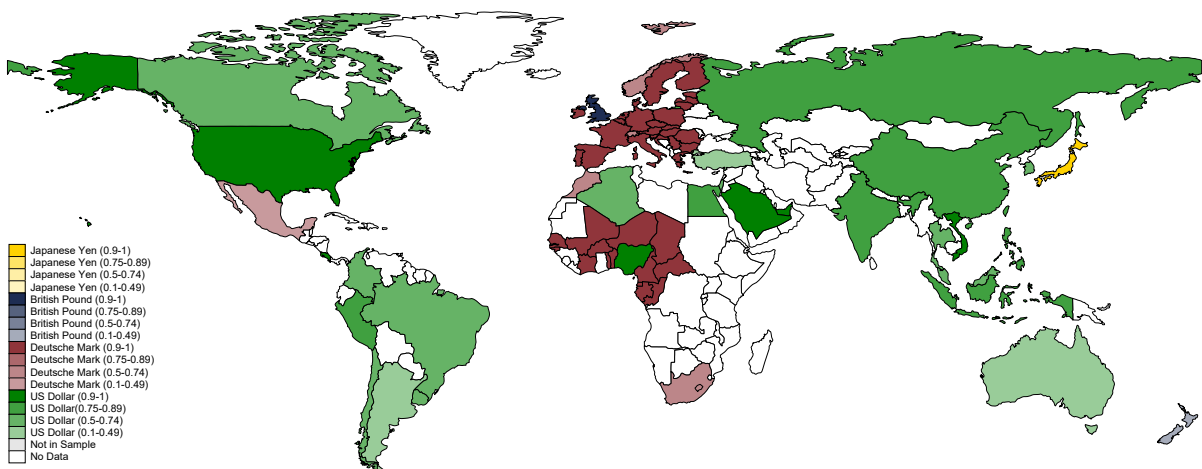 Japanese Yen (0.9-1)
Japanese Yen (0.75-0.89)
Japanese Yen (0.5-0.74)
Japanese Yen (0.1-0.49)
British Pound (0.9-1)
British Pound (0.75-0.89)
British Pound (0.5-0.74)
British Pound (0.1-0.49)
Deutsche Mark (0.9-1)
Deutsche Mark (0.75-0.89)
Deutsche Mark (0.5-0.74)
Deutsche Mark (0.1-0.49)
US Dollar (0.9-1)
US Dollar(0.75-0.89)
US Dollar (0.5-0.74)
US Dollar (0.1-0.49)
Not in Sample
No Data